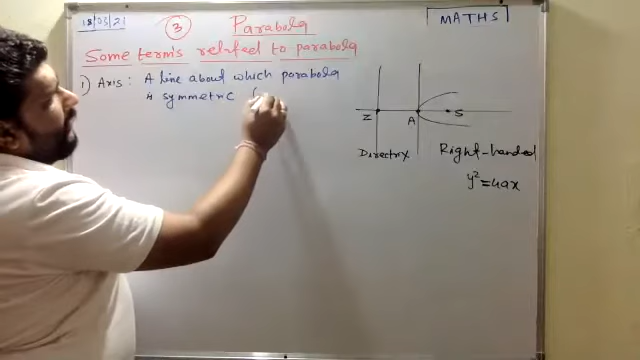 18/03/21
3
Parabola
MATHS
Some term's related to parabola
1) Axis: A line about which parabola
is symmetric (
Z
A
S
Directrix
Right-handed
y² = 4ax